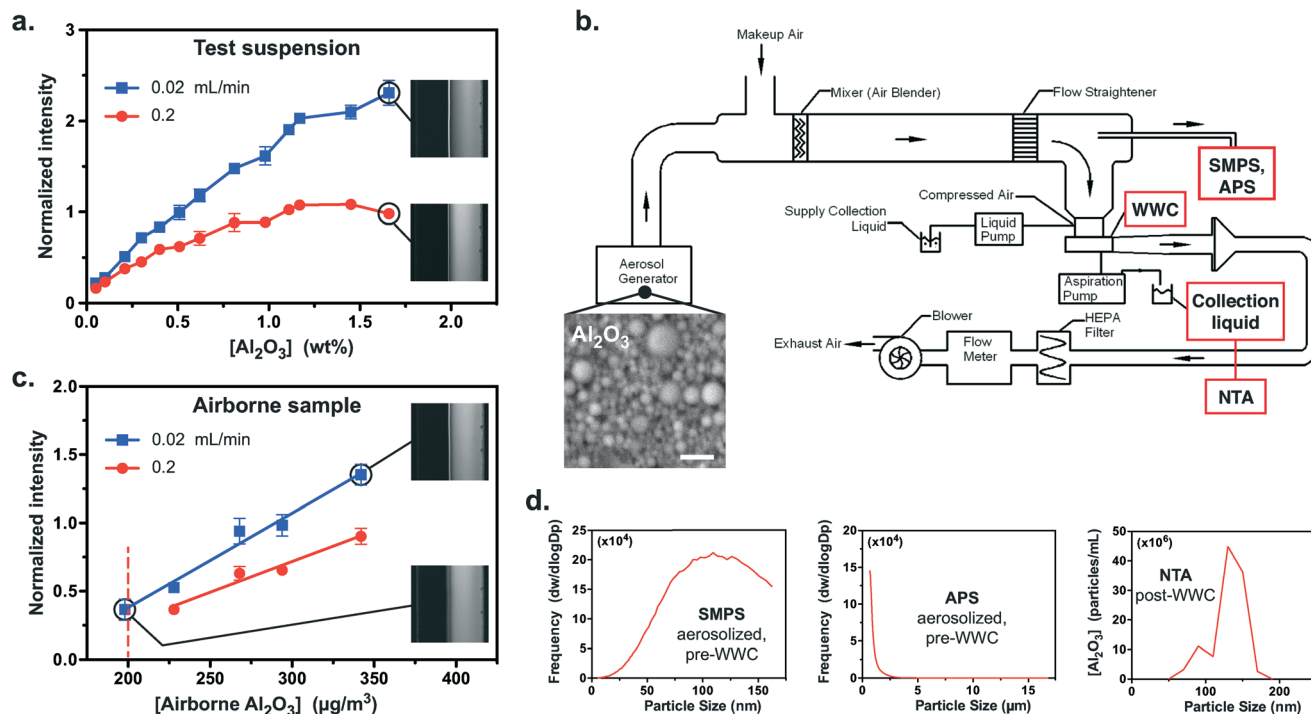 a.
Test suspension
0.02 mL/min
0.2
Normalized intensity
3
2
1
0
0.0
0.5
1.0
1.5
2.0
[Al₂O₃] (wt%)
b.
Makeup Air
Mixer (Air Blender)
Flow Straightener
SMPS,
APS
Compressed Air
WWC
Supply Collection
Liquid
Liquid
Pump
Aerosol
Generator
Aspiration
Pump
Collection
liquid
Al₂O₃
Blower
HEPA
Filter
Exhaust Air
Flow
Meter
NTA
c.
Airborne sample
0.02 mL/min
0.2
Normalized intensity
2.0
1.5
1.0
0.5
0.0
200
250
300
350
400
[Airborne Al₂O₃] (µg/m³)
d.
Frequency (dw/dlogDp)
25
20
15
10
5
0
(x10⁴)
SMPS
aerosolized,
pre-WWC
0
50
100
150
Particle Size (nm)
Frequency (dw/dlogDp)
20
15
10
5
0
(x10⁴)
APS
aerosolized,
pre-WWC
0
5
10
15
Particle Size (µm)
[Al₂O₃] (particles/mL)
50
40
30
20
10
0
(x10⁶)
NTA
post-WWC
0
100
200
Particle Size (nm)